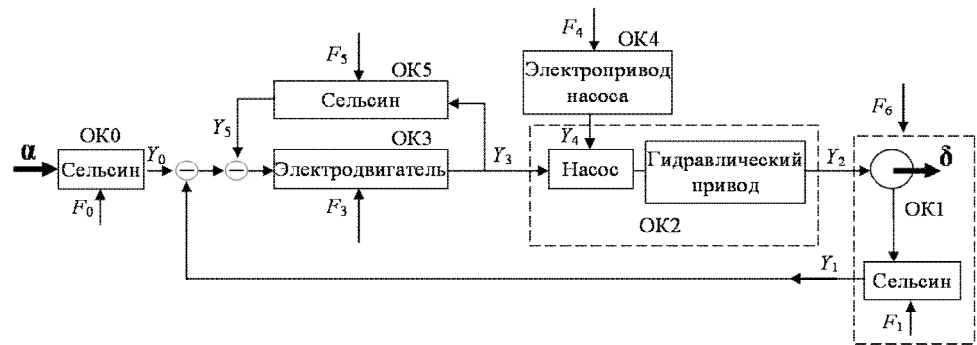 F4
ОК4
F5
ОК5
Электропривод
насоса
Сельсин
F6
ОК0
Y5
ОК3
Y4
α
Y0
Сельсин
−
−
Электродвигатель
Y3
Насос
Гидравлический
привод
Y2
δ
F0
F3
ОК2
ОК1
Y1
Сельсин
F1